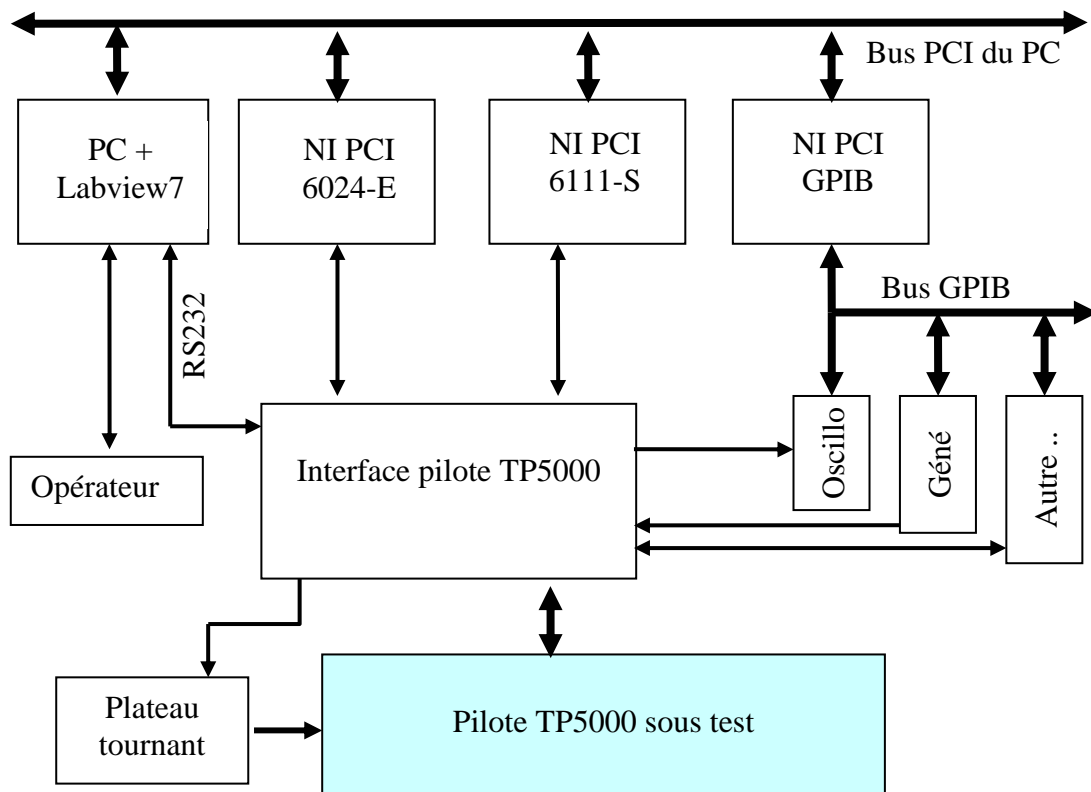 Bus PCI du PC
PC +
Labview7
NI PCI
6024-E
NI PCI
6111-S
NI PCI
GPIB
Bus GPIB
RS232
Opérateur
Interface pilote TP5000
Oscillo
Géné
Autre ..
Plateau
tournant
Pilote TP5000 sous test